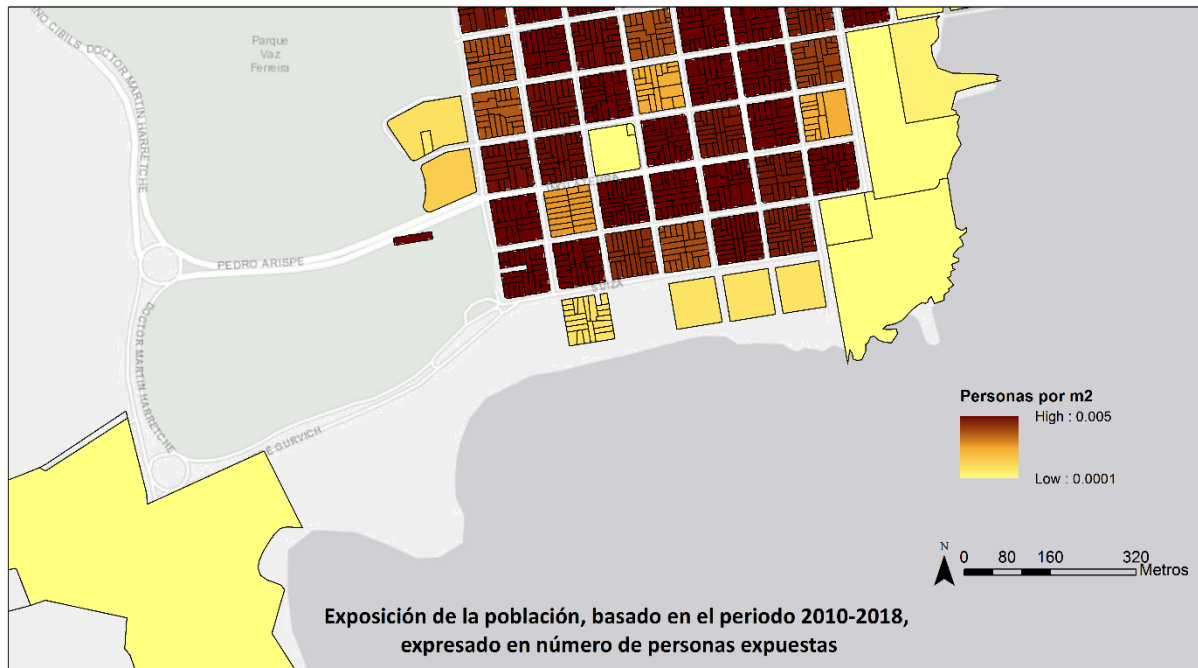 DOCTOR MARTIN HARRETCHE
Parque
Vaz
Ferreira
PEDRO ARISPE
SUIZA
DOCTOR MARTIN HARRETCHE
GURVICH
Personas por m2
High : 0.005
Low : 0.0001
N
0 80 160 320
Metros
Exposición de la población, basado en el periodo 2010-2018,
expresado en número de personas expuestas